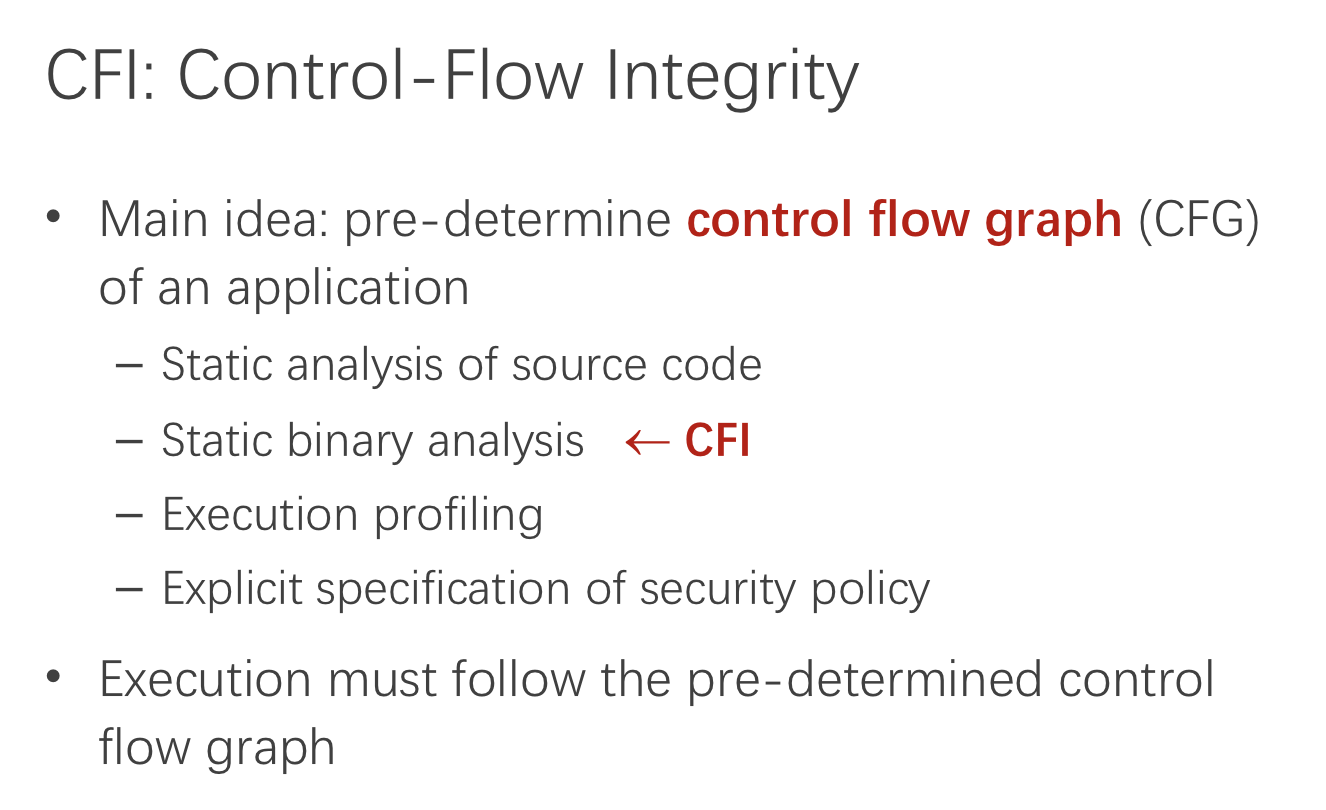 CFI: Control-Flow Integrity
• Main idea: pre-determine control flow graph (CFG)
of an application
– Static analysis of source code
– Static binary analysis ← CFI
– Execution profiling
– Explicit specification of security policy
• Execution must follow the pre-determined control
flow graph